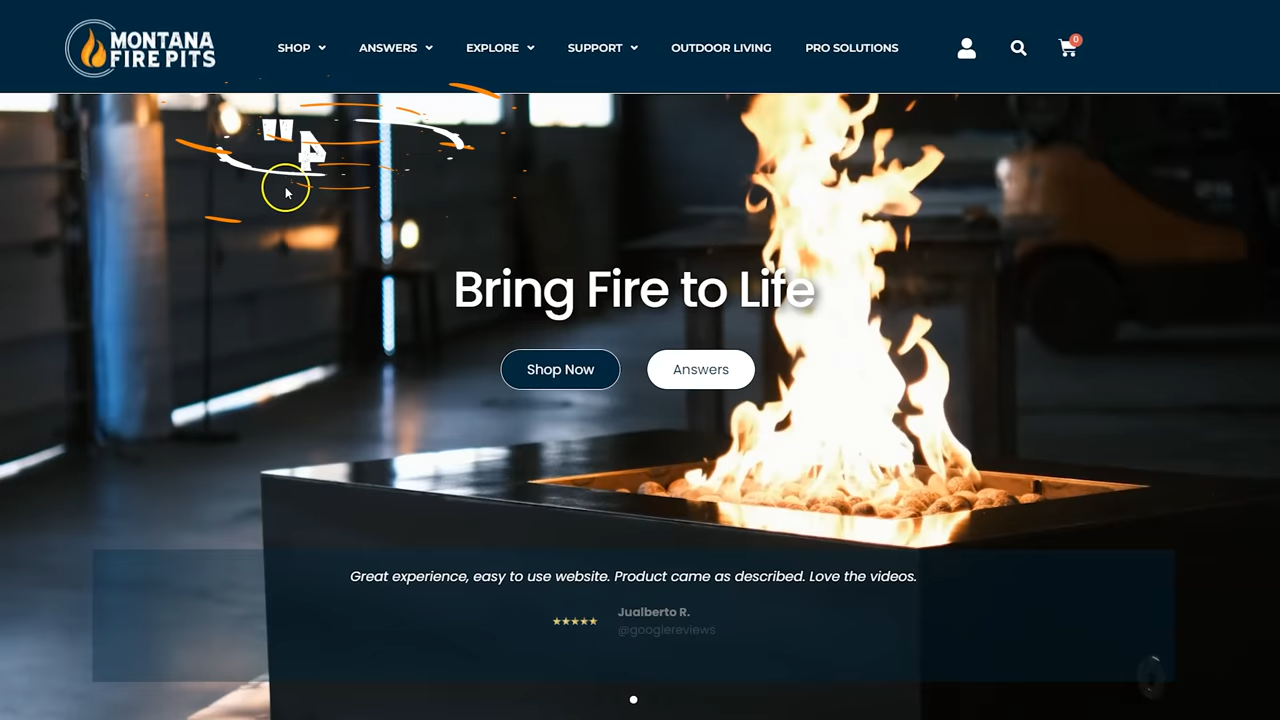 MONTANA
FIRE PITS
SHOP
ANSWERS
EXPLORE
SUPPORT
OUTDOOR LIVING
PRO SOLUTIONS
0
"A
Bring Fire to Life
Shop Now
Answers
Great experience, easy to use website. Product came as described. Love the videos.
Jualberto R.
@googlereviews